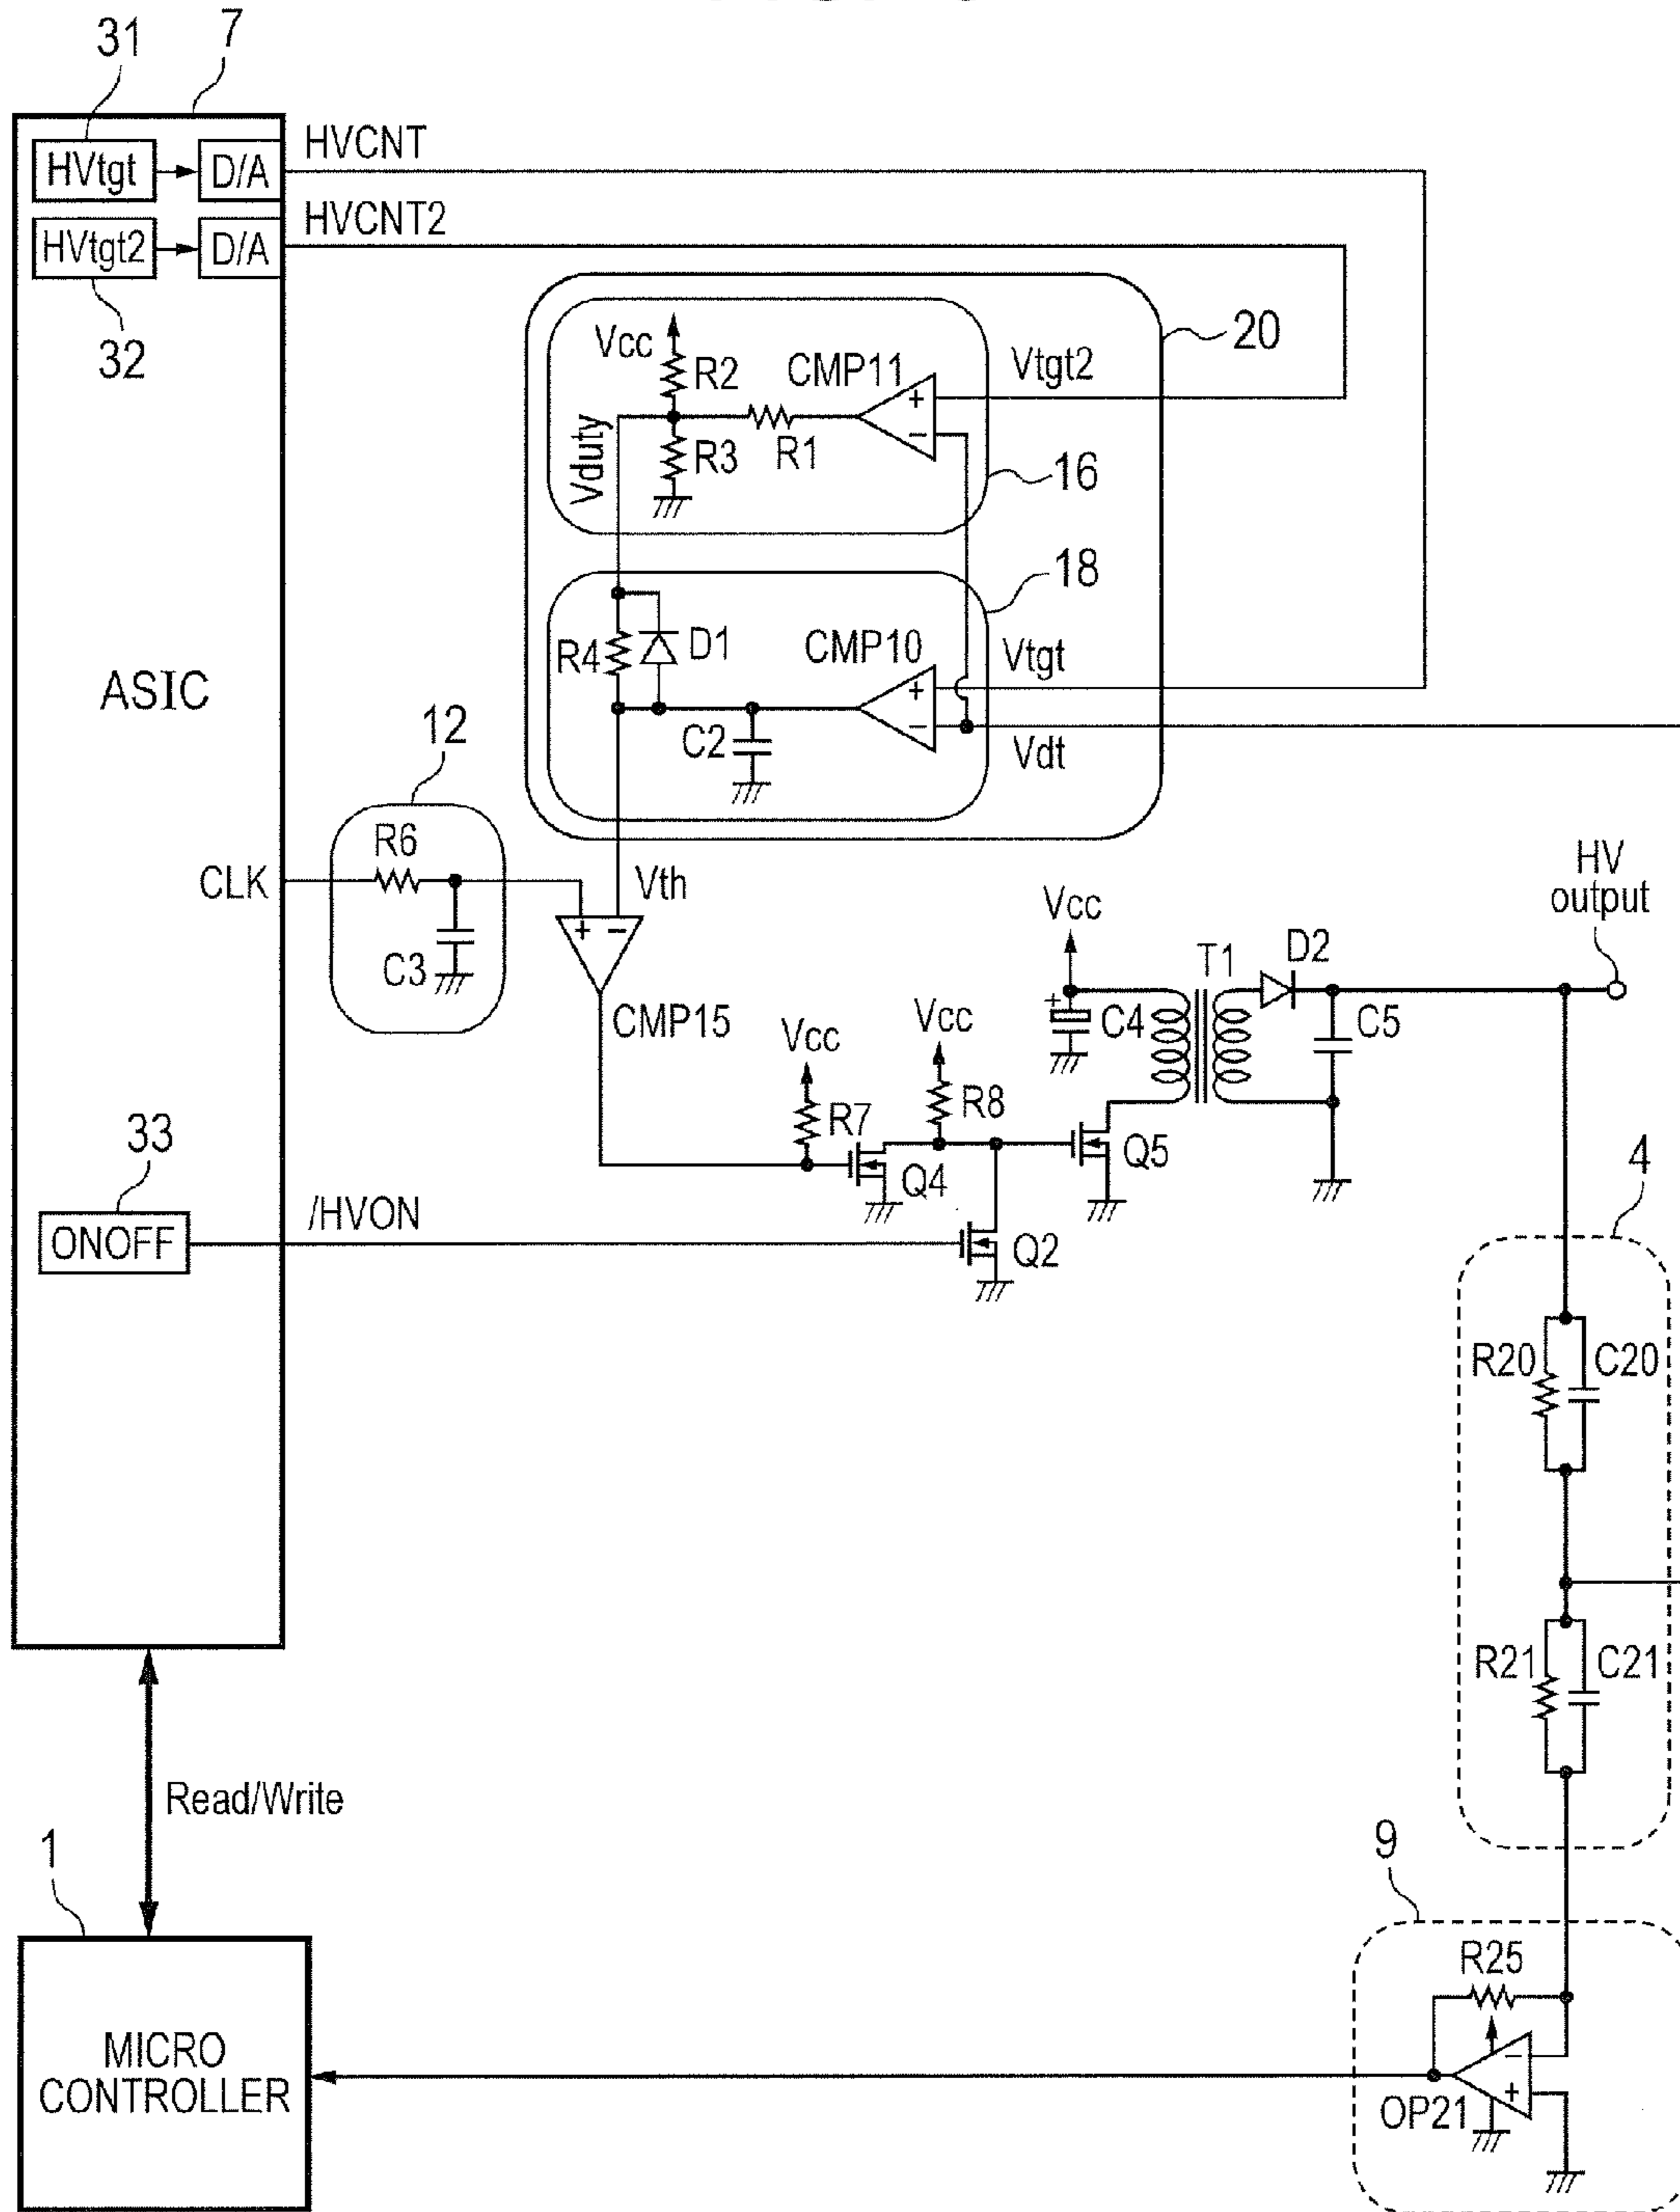 31
7
HVtgt
D/A
HVCNT
HVtgt2
D/A
HVCNT2
32
20
Vcc
R2
CMP11
+
−
Vtgt2
Vduty
R3
R1
16
18
R4
D1
CMP10
+
−
Vtgt
C2
Vdt
ASIC
12
R6
CLK
C3
Vth
+
−
CMP15
HV
output
Vcc
T1
D2
+
C4
C5
Vcc
Vcc
R7
R8
Q4
Q5
33
ONOFF
/HVON
Q2
4
R20
C20
R21
C21
Read/Write
1
MICRO
CONTROLLER
9
R25
−
+
OP21